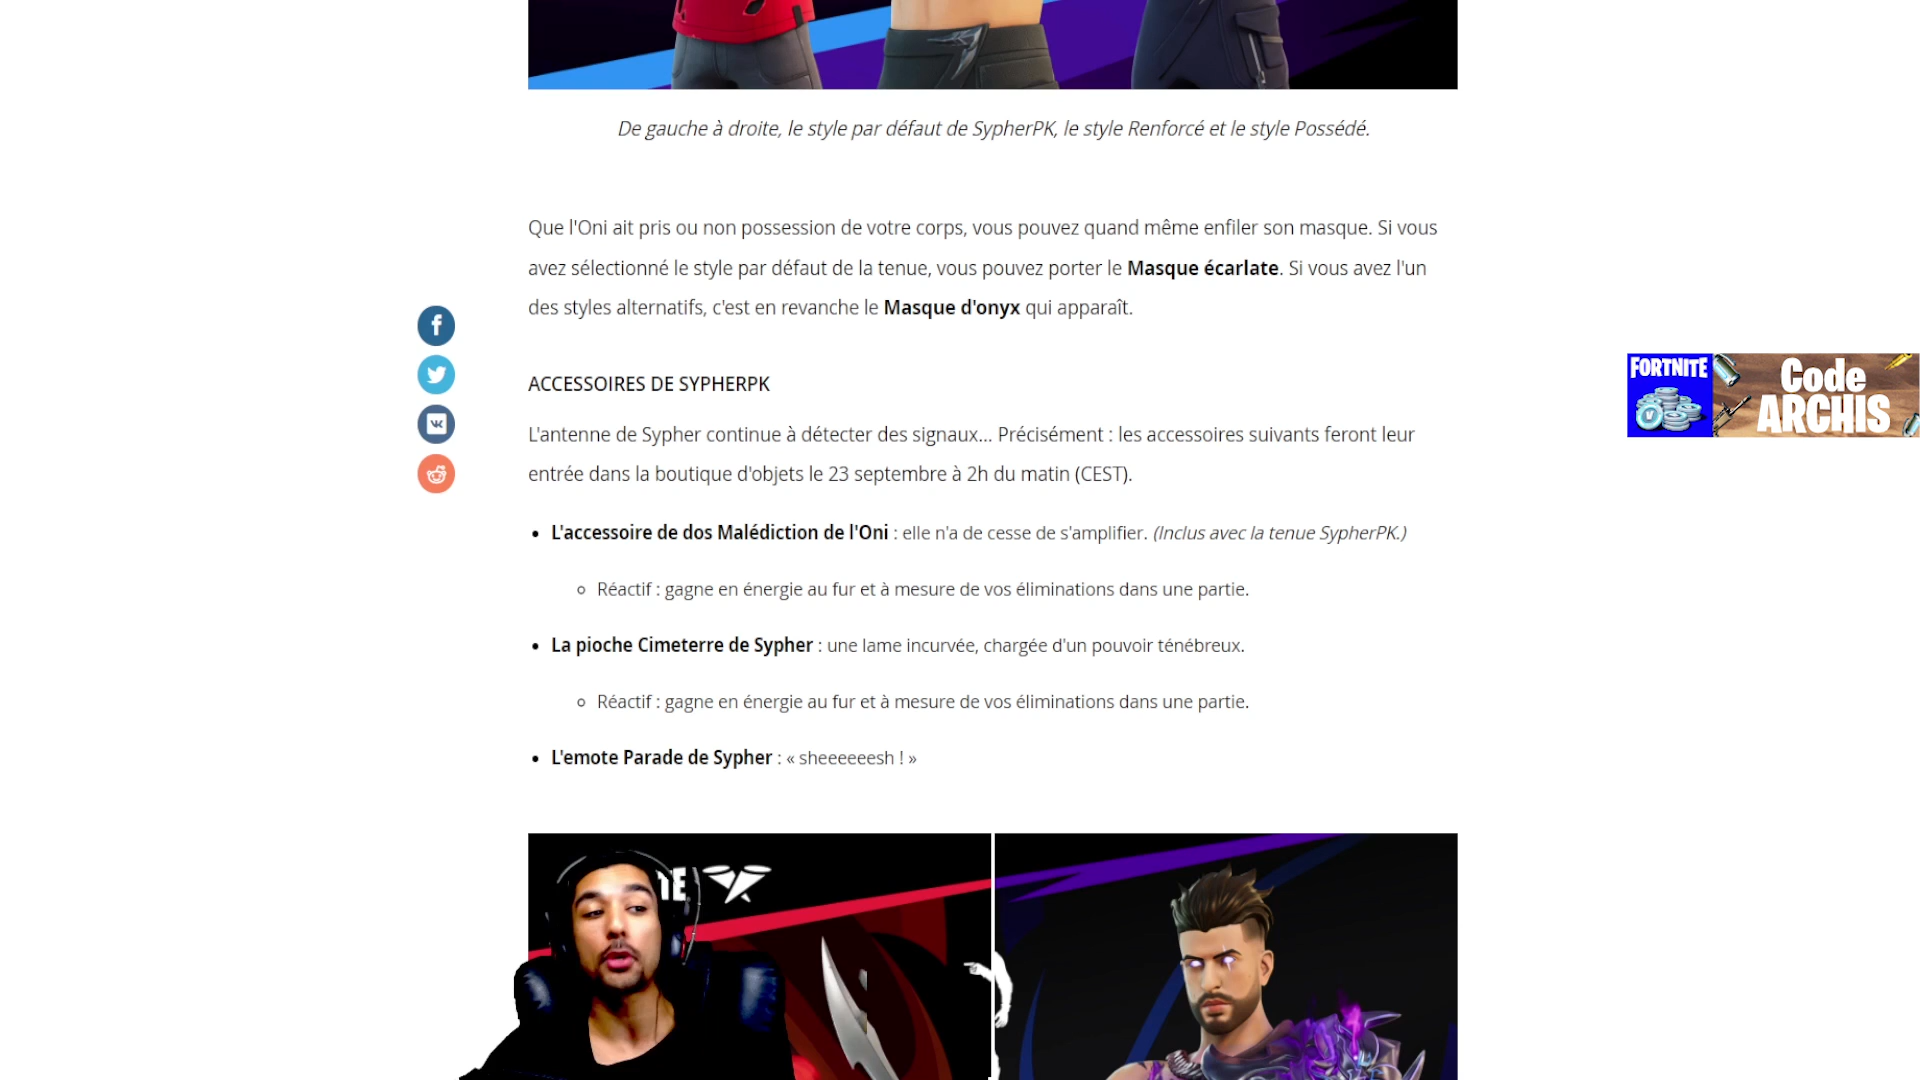 De gauche à droite, le style par défaut de SypherPK, le style Renforcé et le style Possédé.
Que l'Oni ait pris ou non possession de votre corps, vous pouvez quand même enfiler son masque. Si vous
avez sélectionné le style par défaut de la tenue, vous pouvez porter le Masque écarlate. Si vous avez l'un
des styles alternatifs, c'est en revanche le Masque d'onyx qui apparaît.
FORTNITE
Code
ARCHIS
ACCESSOIRES DE SYPHERPK
L'antenne de Sypher continue à détecter des signaux... Précisément : les accessoires suivants feront leur
entrée dans la boutique d'objets le 23 septembre à 2h du matin (CEST).
L'accessoire de dos Malédiction de l'Oni : elle n'a de cesse de s'amplifier. (Inclus avec la tenue SypherPK.)
Réactif : gagne en énergie au fur et à mesure de vos éliminations dans une partie.
La pioche Cimeterre de Sypher : une lame incurvée, chargée d'un pouvoir ténébreux.
Réactif : gagne en énergie au fur et à mesure de vos éliminations dans une partie.
L'emote Parade de Sypher : « sheeeeeesh ! »